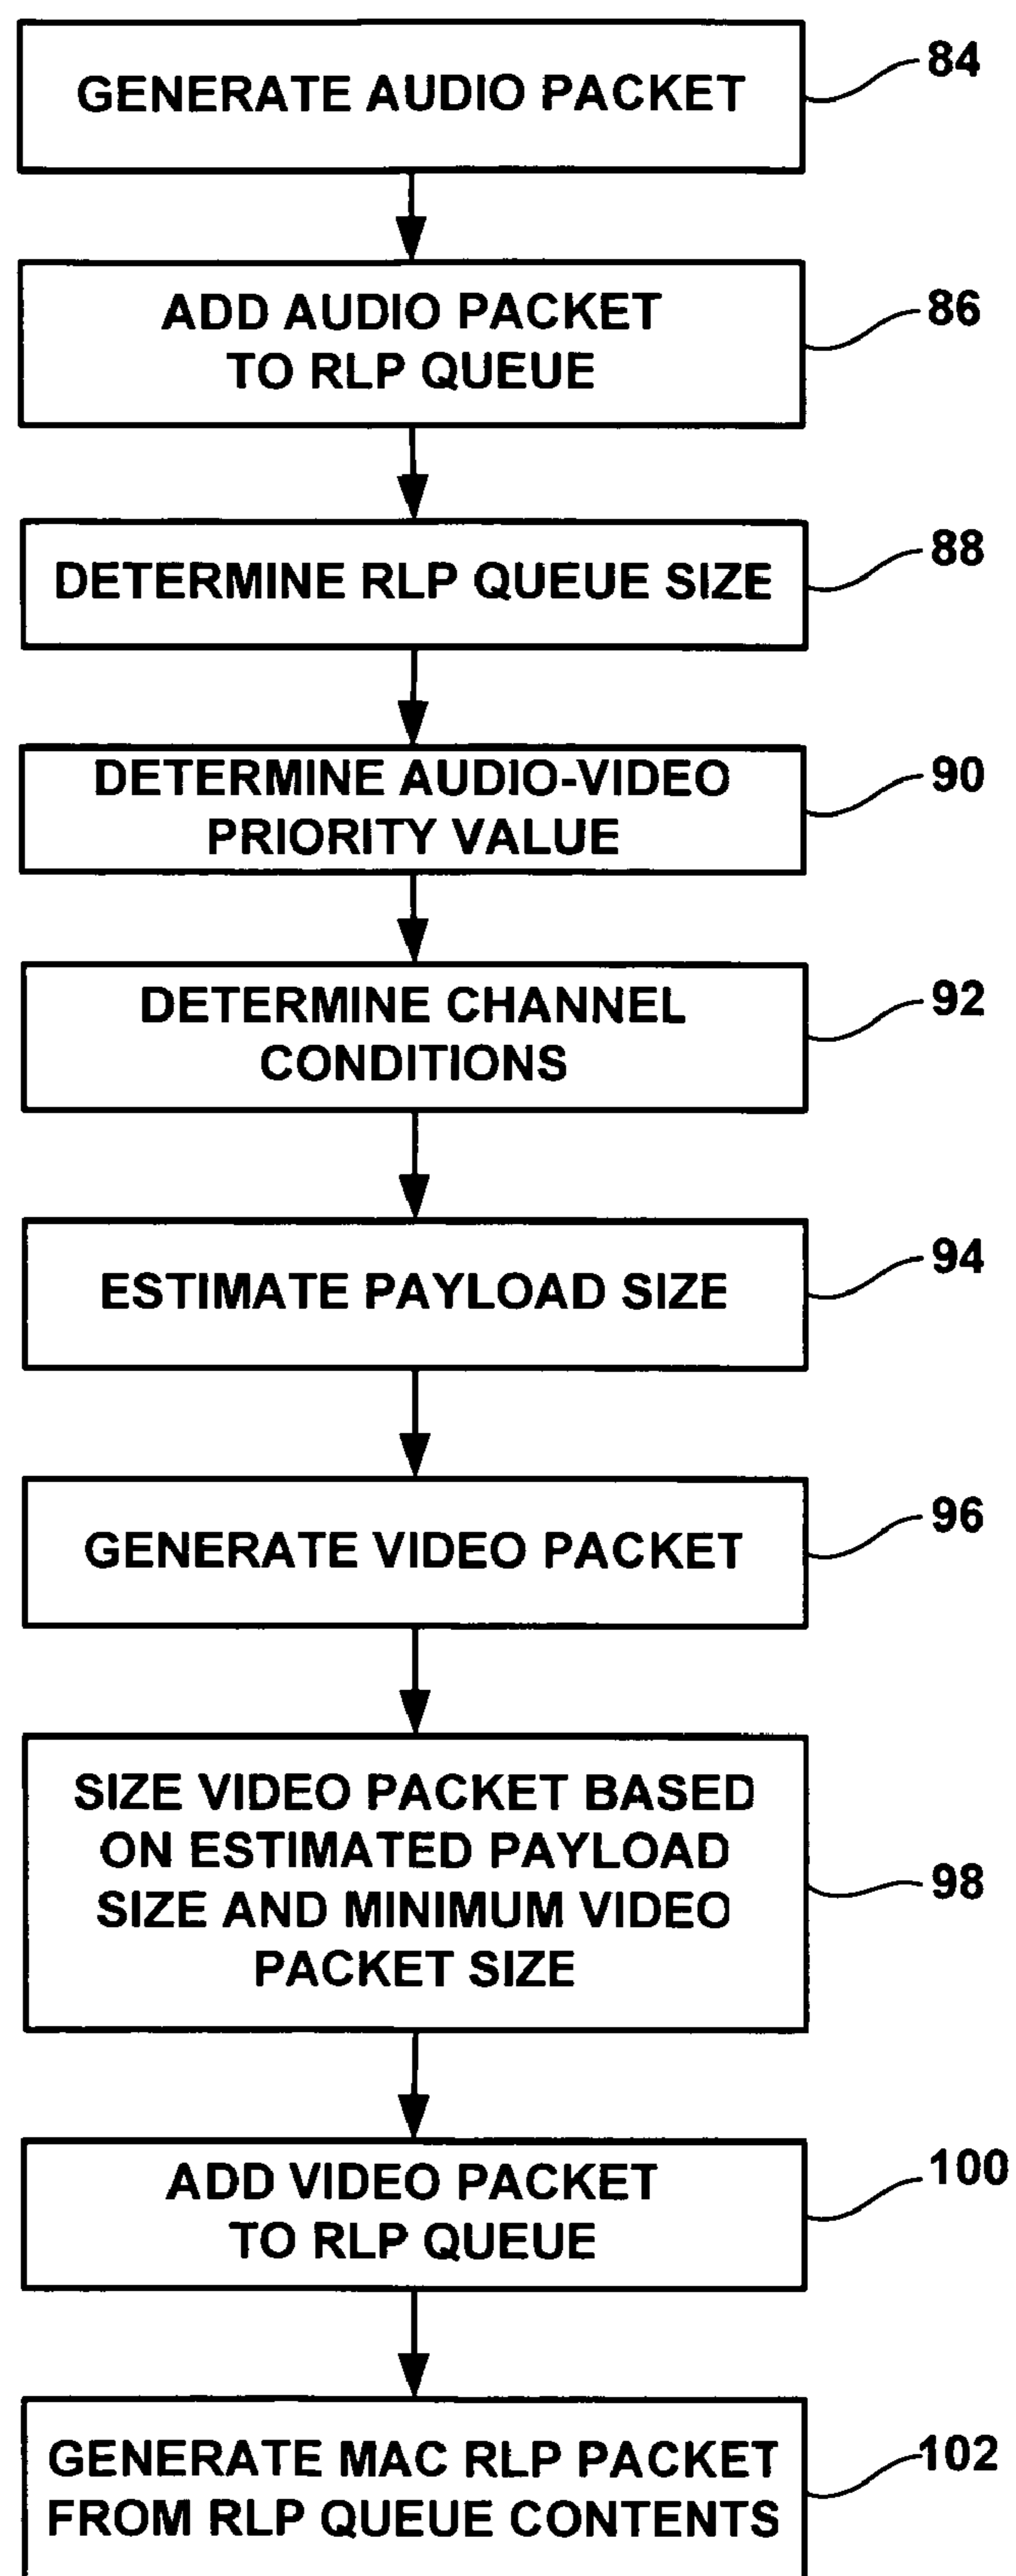 GENERATE AUDIO PACKET
84
ADD AUDIO PACKET
TO RLP QUEUE
86
DETERMINE RLP QUEUE SIZE
88
DETERMINE AUDIO-VIDEO
PRIORITY VALUE
90
DETERMINE CHANNEL
CONDITIONS
92
ESTIMATE PAYLOAD SIZE
94
GENERATE VIDEO PACKET
96
SIZE VIDEO PACKET BASED
ON ESTIMATED PAYLOAD
SIZE AND MINIMUM VIDEO
PACKET SIZE
98
ADD VIDEO PACKET
TO RLP QUEUE
100
GENERATE MAC RLP PACKET
FROM RLP QUEUE CONTENTS
102